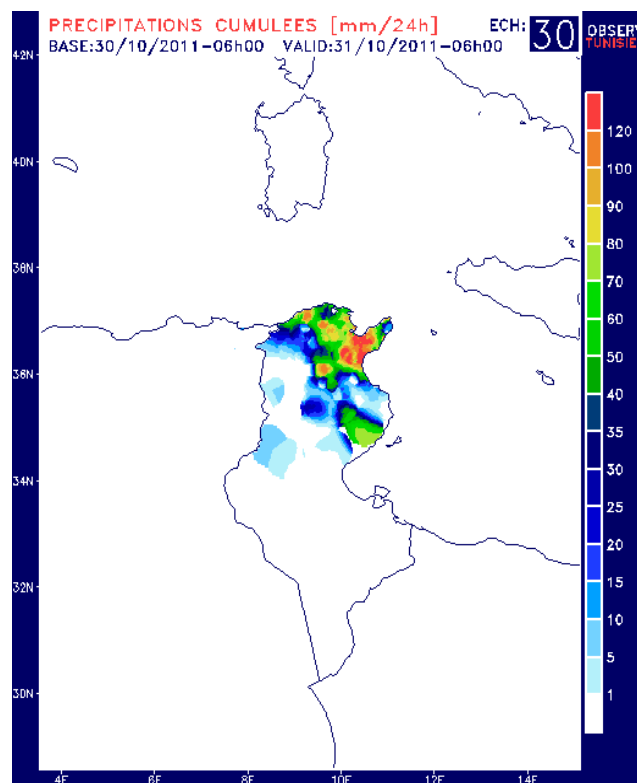 PRECIPITATIONS CUMULEES [mm/24h]
ECH: 30
OBSERV
BASE:30/10/2011-06h00 VALID:31/10/2011-06h00
TUNISIE
42N
40N
38N
36N
34N
32N
30N
4E
6E
8E
10E
12E
14E
120
100
90
80
70
60
50
40
35
30
25
20
15
10
5
1